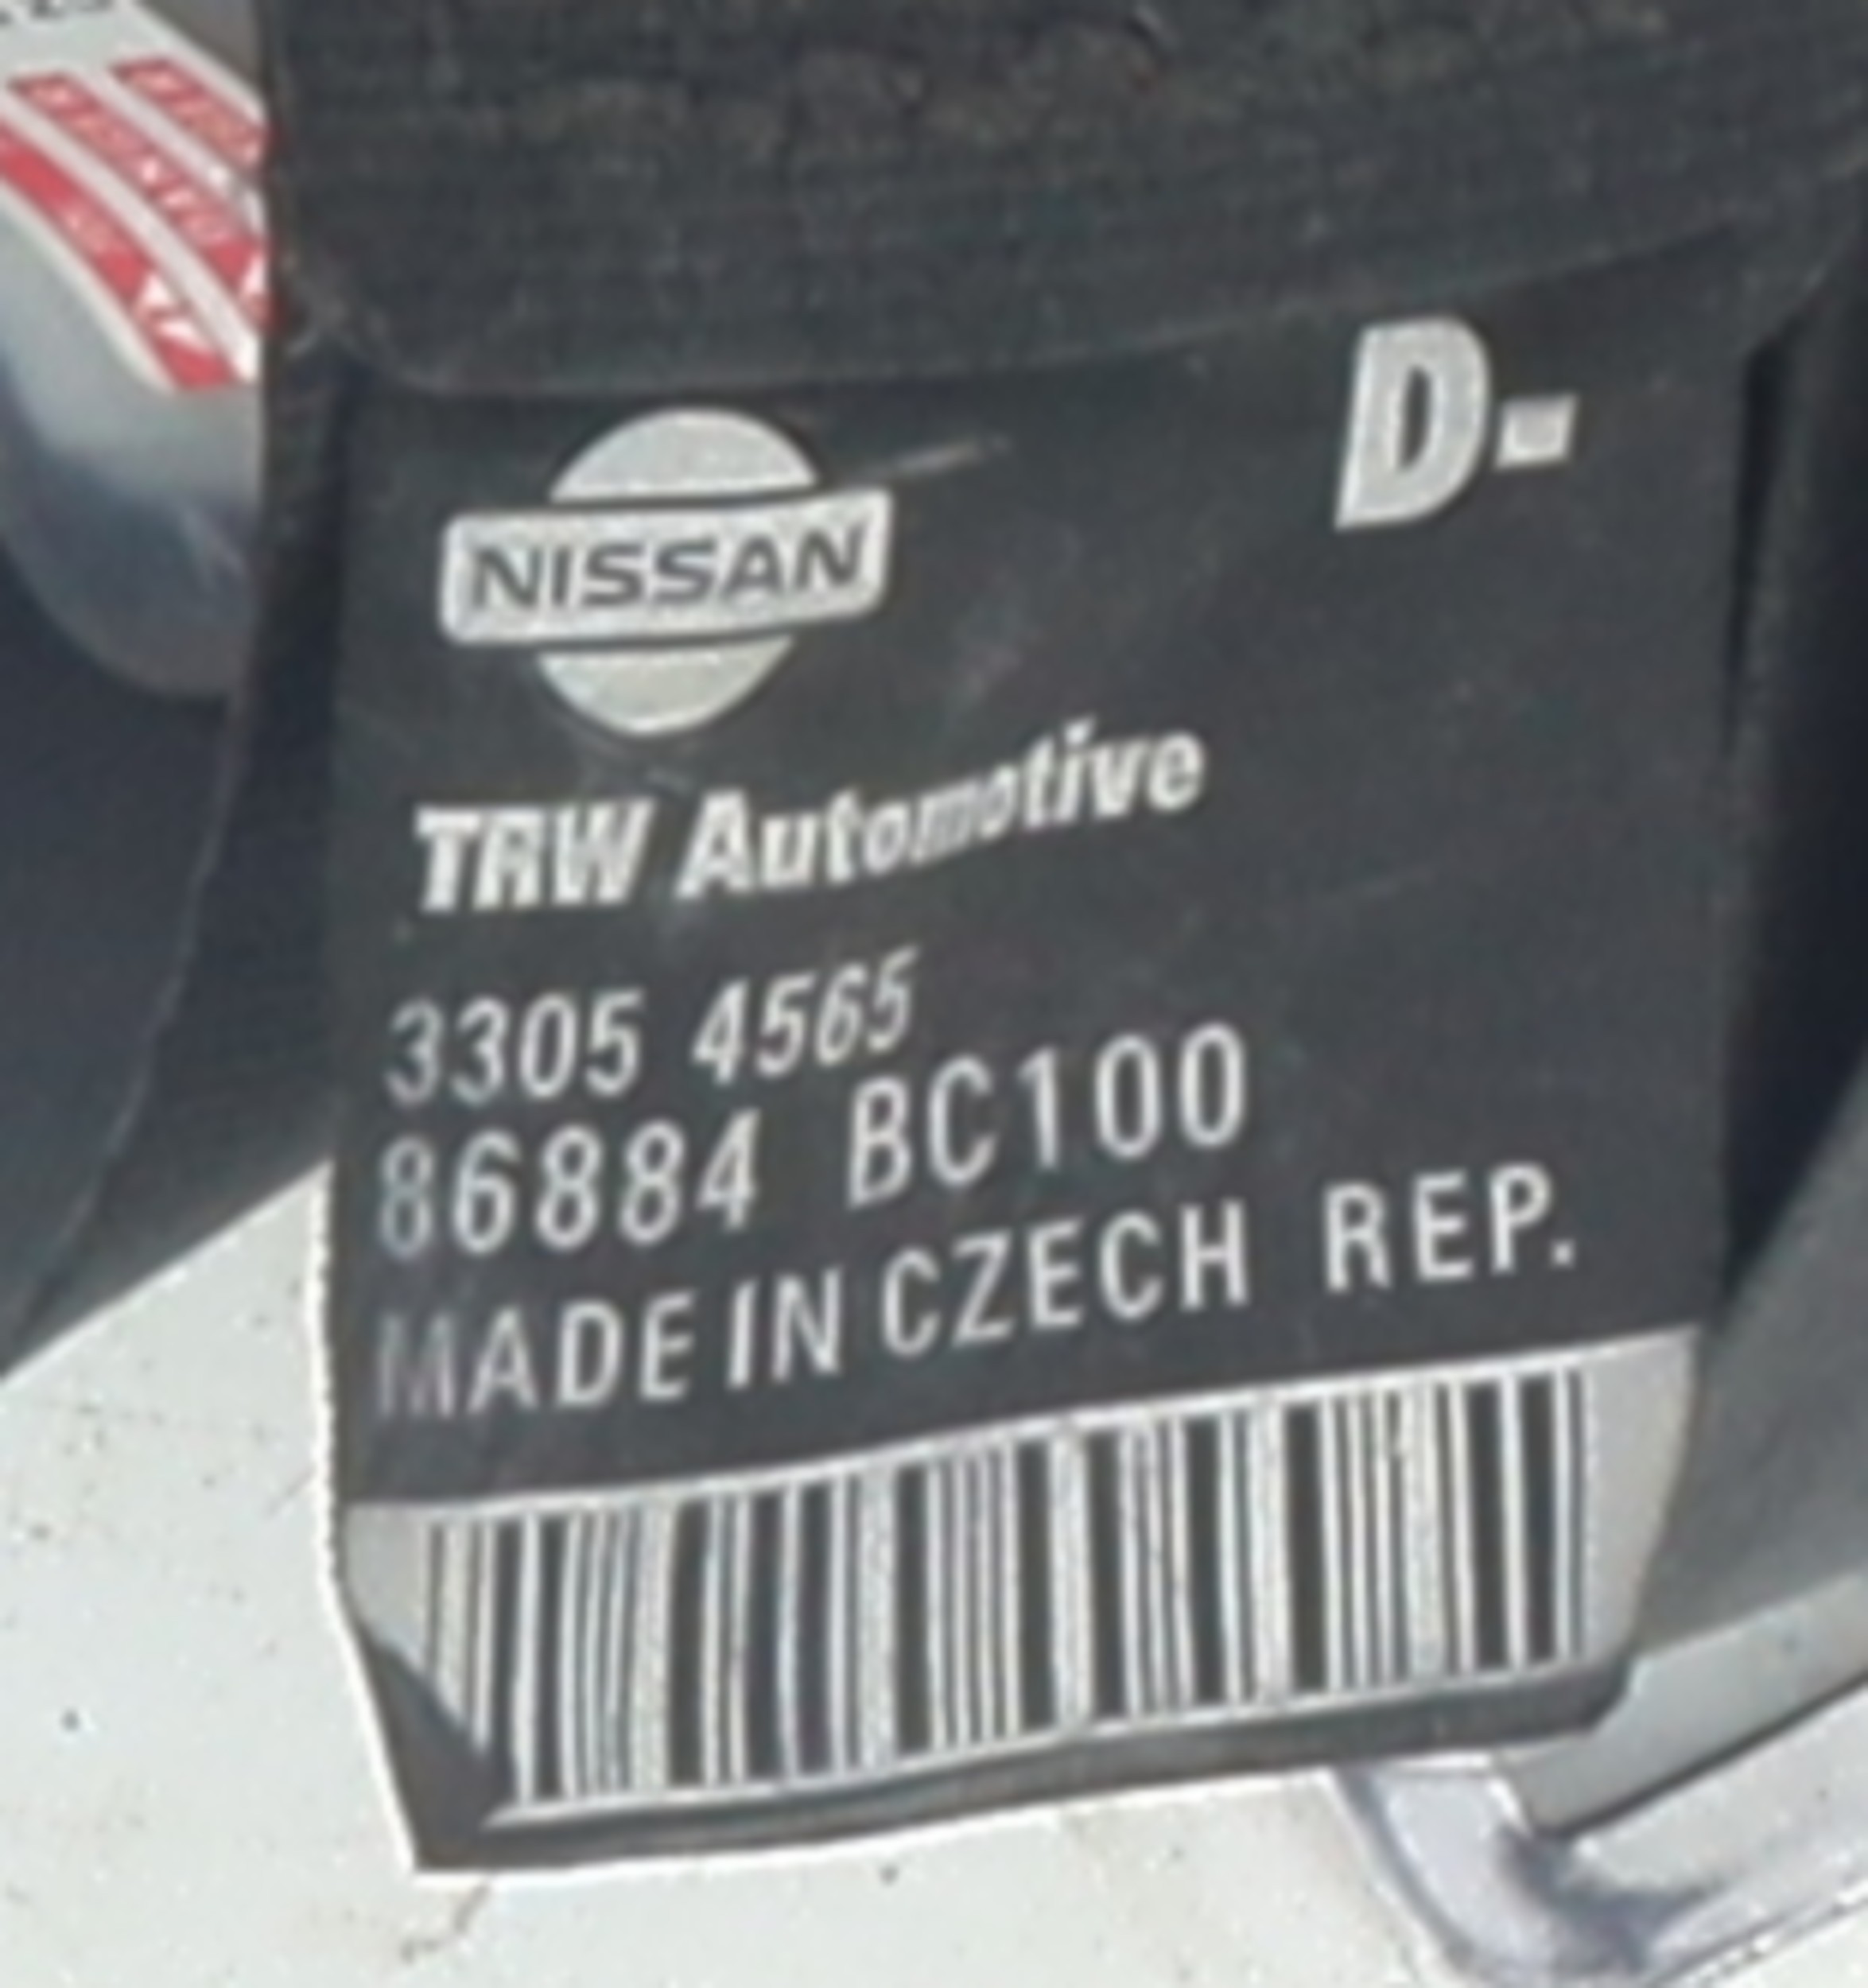 D-
NISSAN
TRW Automotive
3305 4565
86884 BC100
MADE IN CZECH REP.